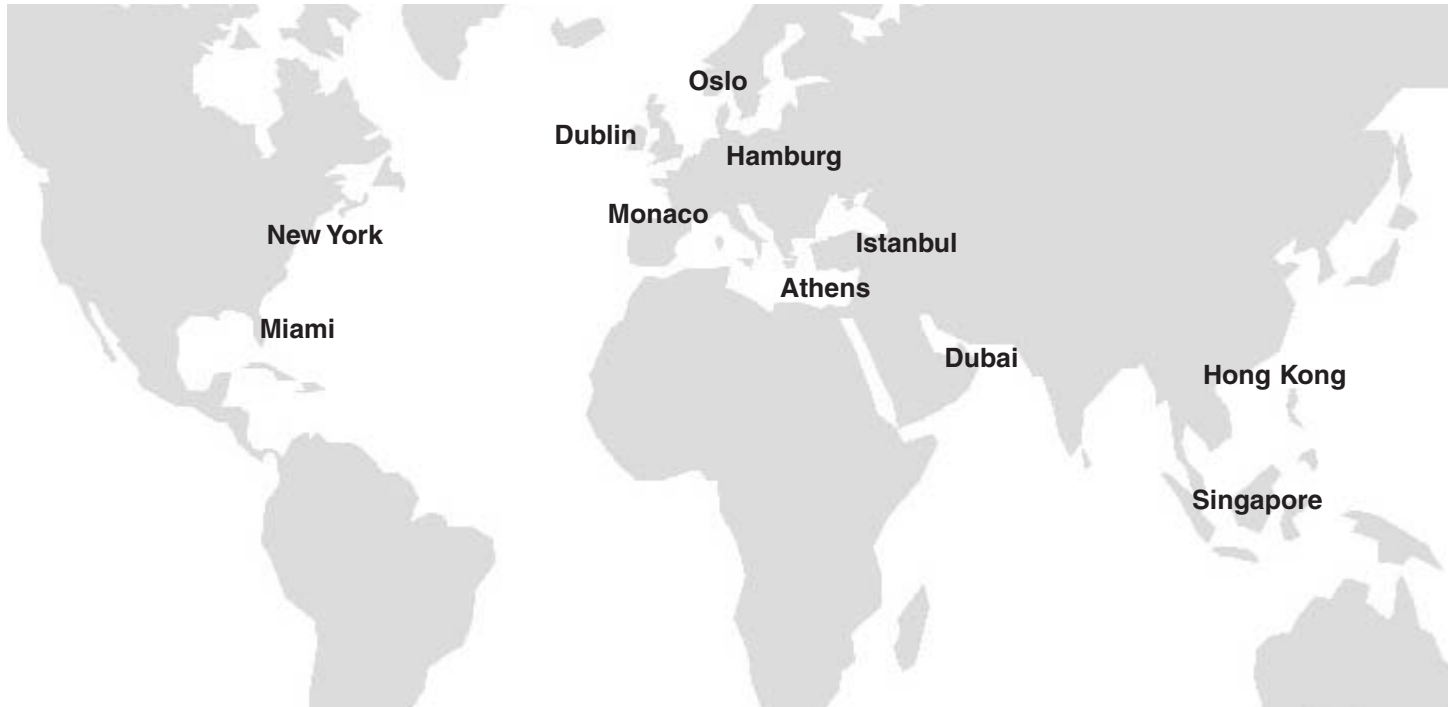 Oslo
Dublin
Hamburg
Monaco
New York
Istanbul
Athens
Miami
Dubai
Hong Kong
Singapore